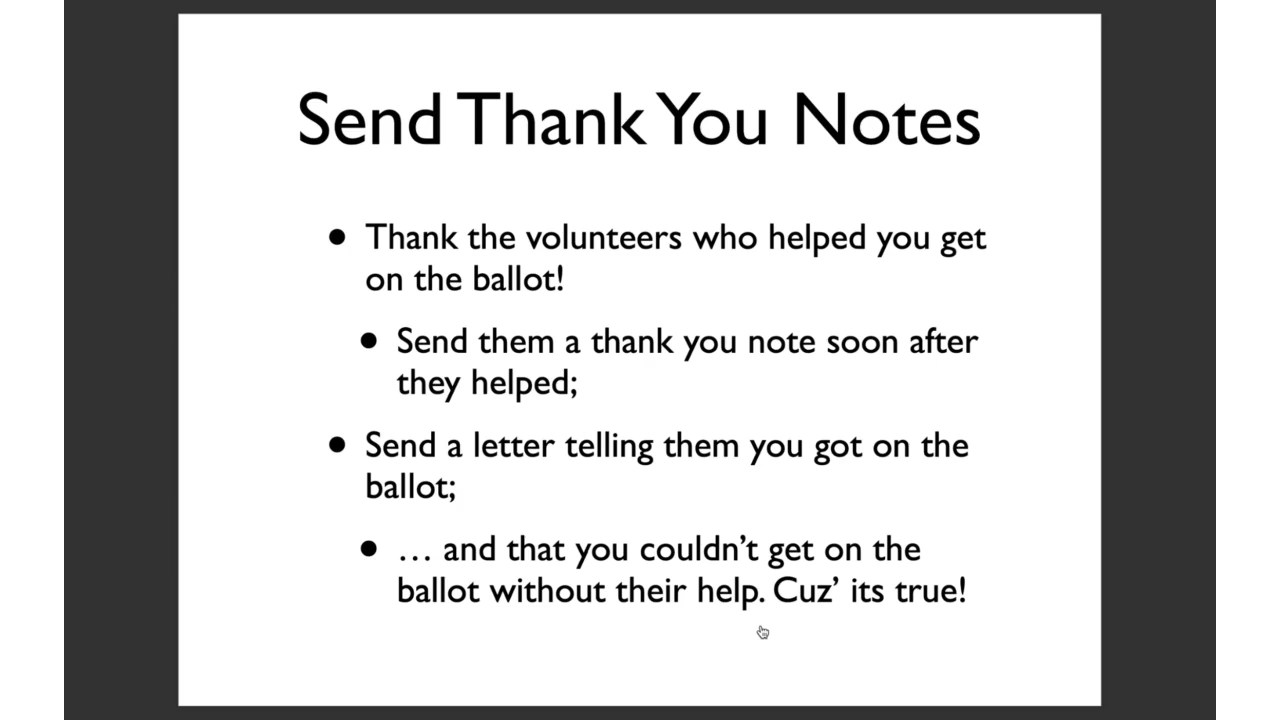 Send Thank You Notes
• Thank the volunteers who helped you get
on the ballot!
• Send them a thank you note soon after
they helped;
• Send a letter telling them you got on the
ballot;
• … and that you couldn’t get on the
ballot without their help. Cuz’ its true!